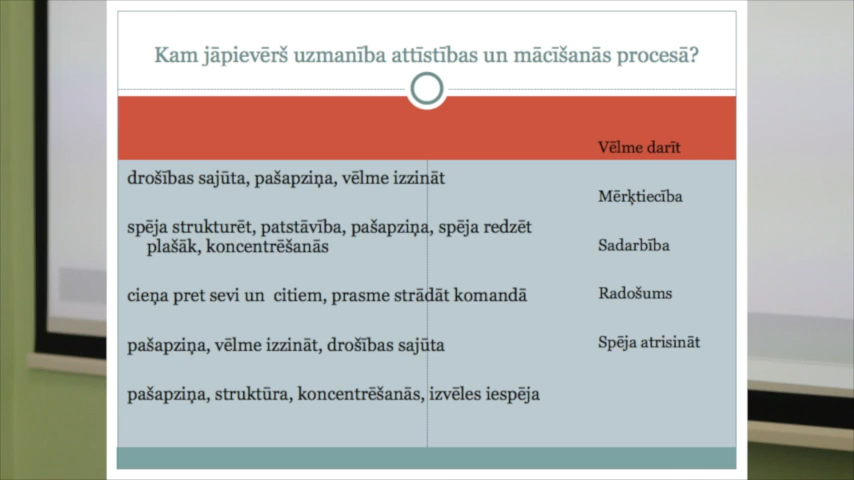 Kam jāpievērš uzmanība attīstības un mācīšanās procesā?
Vēlme darīt
drošības sajūta, pašapziņa, vēlme izzināt
Mērķtiecība
spēja strukturēt, patstāvība, pašapziņa, spēja redzēt
plašāk, koncentrēšanās
Sadarbība
cieņa pret sevi un citiem, prasme strādāt komandā
Radošums
pašapziņa, vēlme izzināt, drošības sajūta
Spēja atrisināt
pašapziņa, struktūra, koncentrēšanās, izvēles iespēja